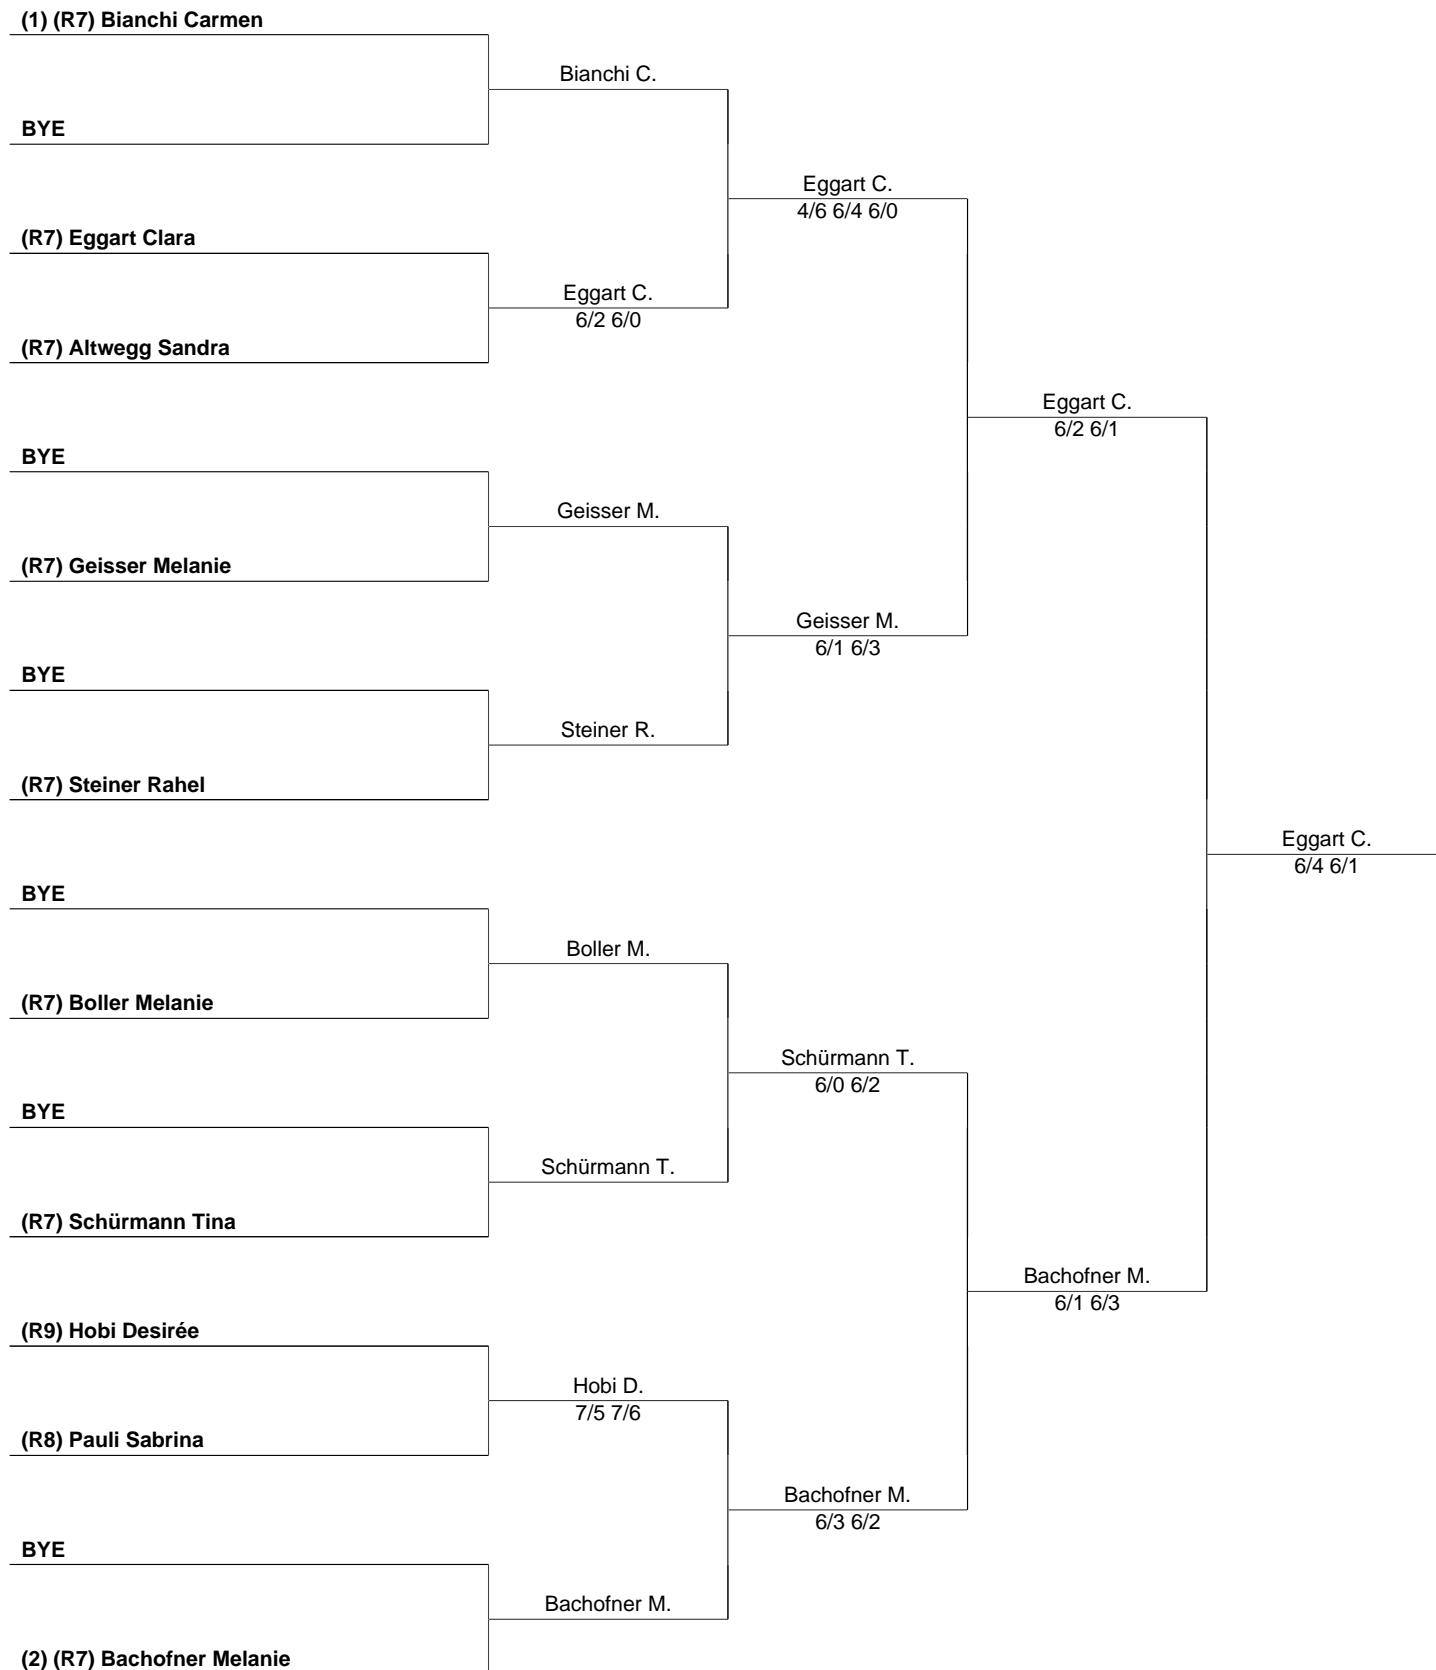 (1) (R7) Bianchi Carmen
Bianchi C.
BYE
Eggart C.
4/6 6/4 6/0
(R7) Eggart Clara
Eggart C.
6/2 6/0
(R7) Altwegg Sandra
Eggart C.
6/2 6/1
BYE
Geisser M.
(R7) Geisser Melanie
Geisser M.
6/1 6/3
BYE
Steiner R.
(R7) Steiner Rahel
Eggart C.
6/4 6/1
BYE
Boller M.
(R7) Boller Melanie
Schürmann T.
6/0 6/2
BYE
Schürmann T.
(R7) Schürmann Tina
Bachofner M.
6/1 6/3
(R9) Hobi Desirée
Hobi D.
7/5 7/6
(R8) Pauli Sabrina
Bachofner M.
6/3 6/2
BYE
Bachofner M.
(2) (R7) Bachofner Melanie